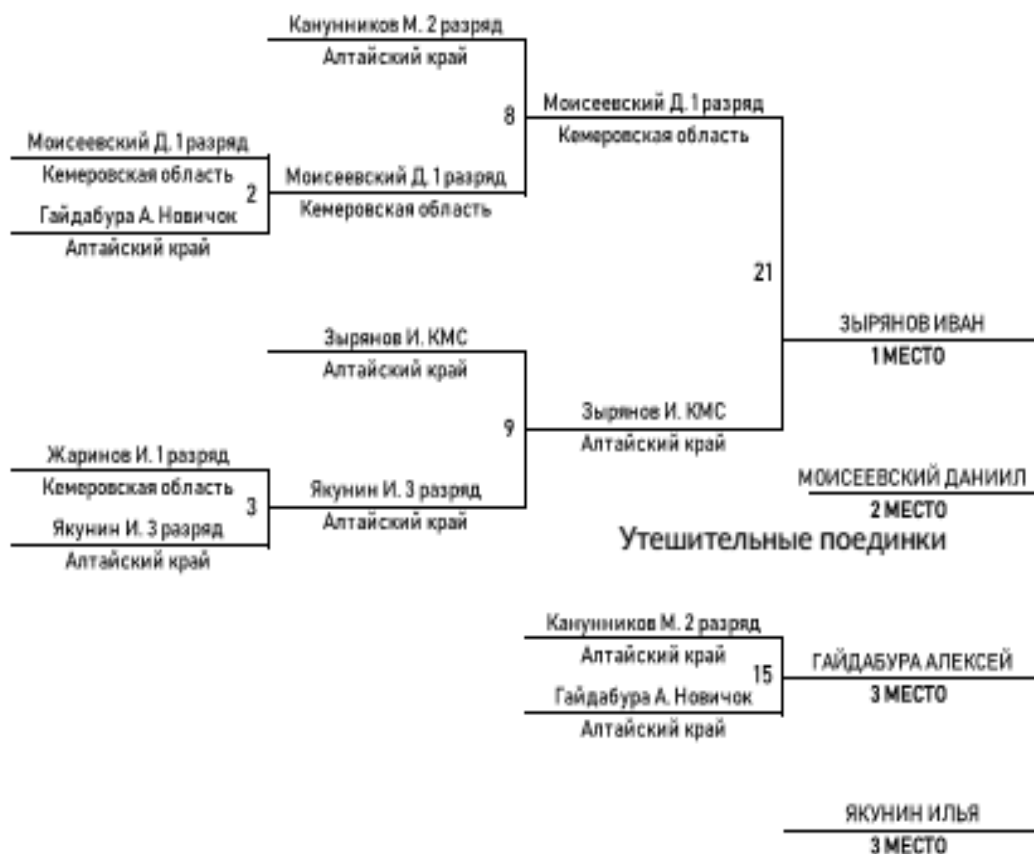 Канунников М. 2 разряд
Алтайский край
8
Моисеевский Д. 1 разряд
Кемеровская область
Моисеевский Д. 1 разряд
Кемеровская область
2
Гайдабура А. Новичок
Алтайский край
Моисеевский Д. 1 разряд
Кемеровская область
21
Зырянов И. КМС
Алтайский край
ЗЫРЯНОВ ИВАН
1 МЕСТО
9
Зырянов И. КМС
Алтайский край
Жаринов И. 1 разряд
Кемеровская область
3
Якунин И. 3 разряд
Алтайский край
Якунин И. 3 разряд
Алтайский край
МОИСЕЕВСКИЙ ДАНИИЛ
2 МЕСТО
Утешительные поединки
Канунников М. 2 разряд
Алтайский край
15
Гайдабура А. Новичок
Алтайский край
ГАЙДАБУРА АЛЕКСЕЙ
3 МЕСТО
ЯКУНИН ИЛЬЯ
3 МЕСТО